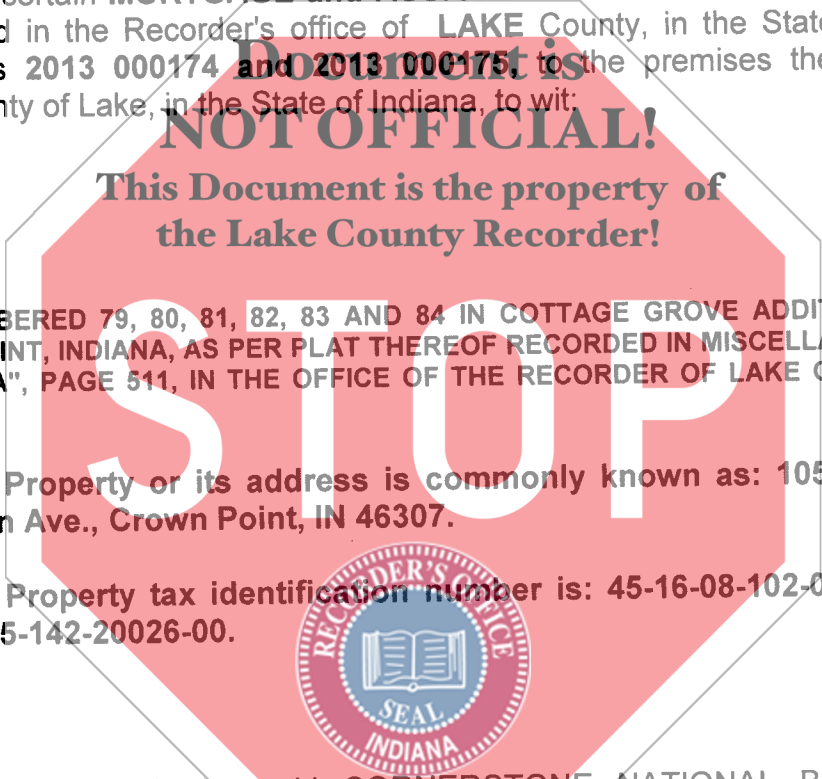 d in the Recorder's office of LAKE County, in the State
s 2013 000174 and 2013 000175, to the premises the
nty of Lake, in the State of Indiana, to wit:
Document is
NOT OFFICIAL!
This Document is the property of
the Lake County Recorder!
BERED 79, 80, 81, 82, 83 AND 84 IN COTTAGE GROVE ADDIT
INT, INDIANA, AS PER PLAT THEREOF RECORDED IN MISCELLA
A", PAGE 511, IN THE OFFICE OF THE RECORDER OF LAKE C
STOP
Property or its address is commonly known as: 105
n Ave., Crown Point, IN 46307.
Property tax identification number is: 45-16-08-102-0
5-142-20026-00.
RECORDER'S OFFICE
SEAL
INDIANA
CORNERSTONE NATIONAL